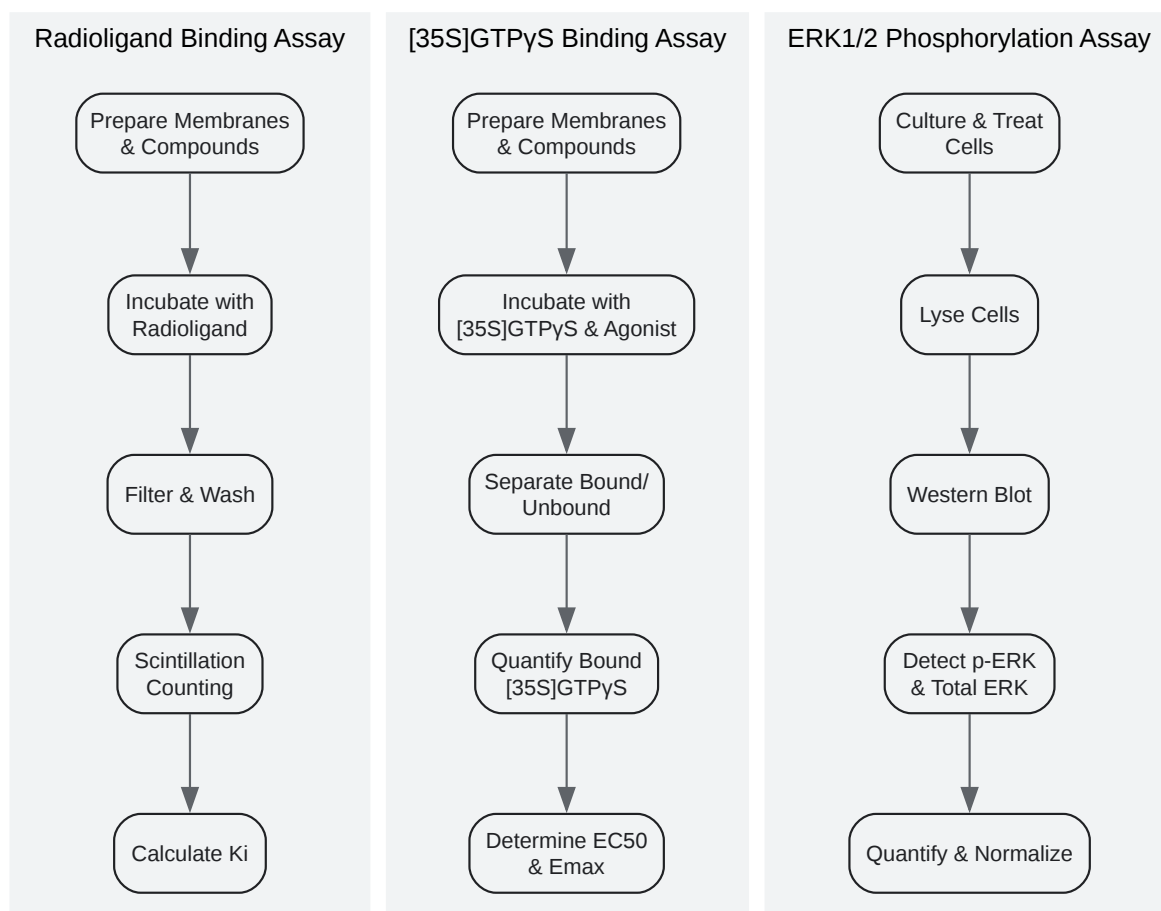 Radioligand Binding Assay
Prepare Membranes
& Compounds
Incubate with
Radioligand
Filter & Wash
Scintillation
Counting
Calculate Ki
[35S]GTPγS Binding Assay
Prepare Membranes
& Compounds
Incubate with
[35S]GTPγS & Agonist
Separate Bound/
Unbound
Quantify Bound
[35S]GTPγS
Determine EC50
& Emax
ERK1/2 Phosphorylation Assay
Culture & Treat
Cells
Lyse Cells
Western Blot
Detect p-ERK
& Total ERK
Quantify & Normalize